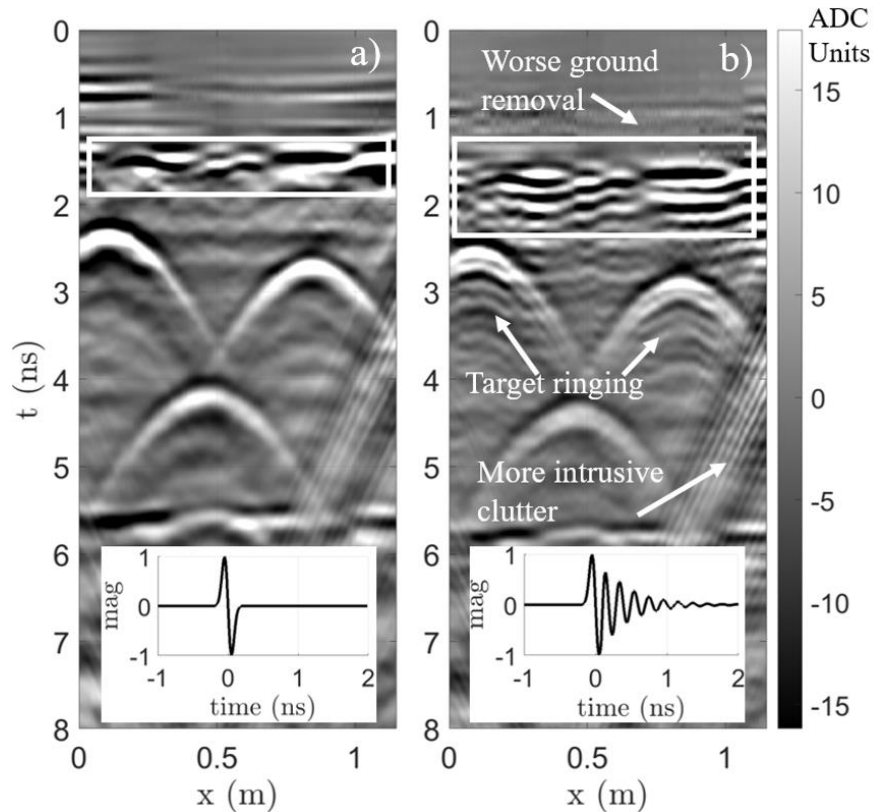 ADC
Units
a)
b)
Worse ground
removal
Target ringing
More intrusive
clutter
0
1
2
3
4
5
6
7
8
t (ns)
0
0.5
1
x (m)
1
0
-1
mag
-1
0
1
2
time (ns)
0
1
2
3
4
5
6
7
8
0
0.5
1
x (m)
1
0
-1
mag
-1
0
1
2
time (ns)
15
10
5
0
-5
-10
-15